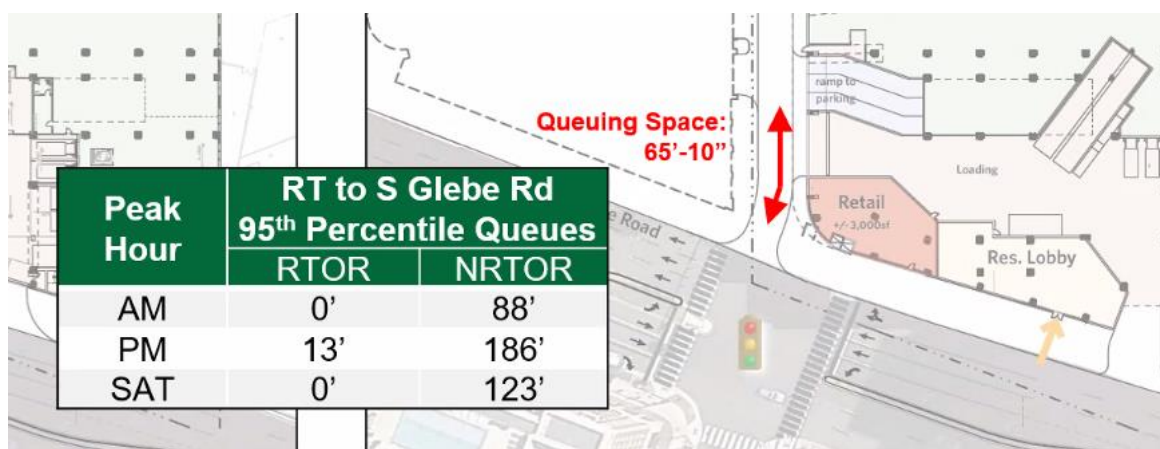 ramp to
parking
Queuing Space:
65’-10”
Loading
Peak
Hour
RT to S Glebe Rd
95th Percentile Queues
RTOR NRTOR
AM 0’ 88’
PM 13’ 186’
SAT 0’ 123’
Road
Retail
+/-3,000sf
Res. Lobby